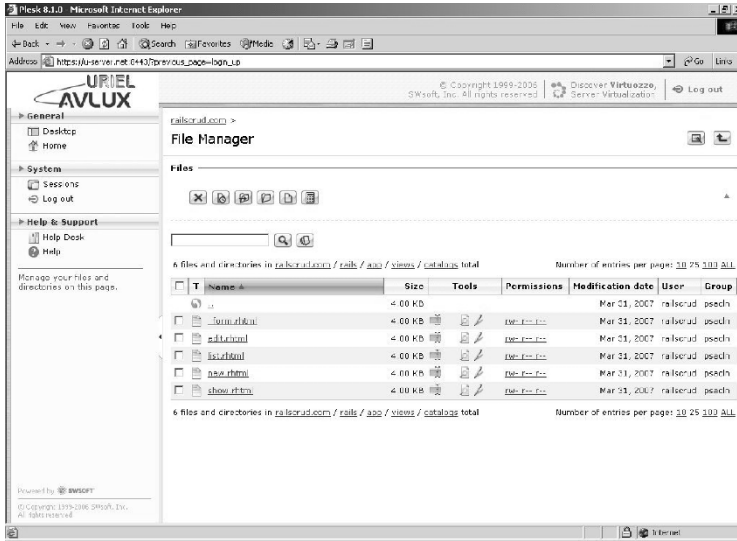 Plesk 8.1.0 - Microsoft Internet Explorer
File Edit View Favorites Tools Help
Back Search Favorites Media
Address https://u-server.net:8443/?previous_page=login_up Go Links
URIEL
AVLUX
© Copyright 1999-2006
SWsoft, Inc. All rights reserved
Discover Virtuozzo,
Server Virtualization
Log out
General
Desktop
Home
System
Sessions
Log out
Help & Support
Help Desk
Help
Manage your files and
directories on this page.
Powered by SWSOFT
© Copyright 1999-2006 SWsoft, Inc.
All rights reserved
railscrud.com >
File Manager
Files
6 files and directories in railscrud.com / rails / app / views / catalogs total Number of entries per page: 10 25 100 ALL
T Name Size Tools Permissions Modification date User Group
.. 4.00 KB Mar 31, 2007 railscrud psacln
_form.rhtml 4.00 KB rw- r-- r-- Mar 31, 2007 railscrud psacln
edit.rhtml 4.00 KB rw- r-- r-- Mar 31, 2007 railscrud psacln
list.rhtml 4.00 KB rw- r-- r-- Mar 31, 2007 railscrud psacln
new.rhtml 4.00 KB rw- r-- r-- Mar 31, 2007 railscrud psacln
show.rhtml 4.00 KB rw- r-- r-- Mar 31, 2007 railscrud psacln
6 files and directories in railscrud.com / rails / app / views / catalogs total Number of entries per page: 10 25 100 ALL
Internet